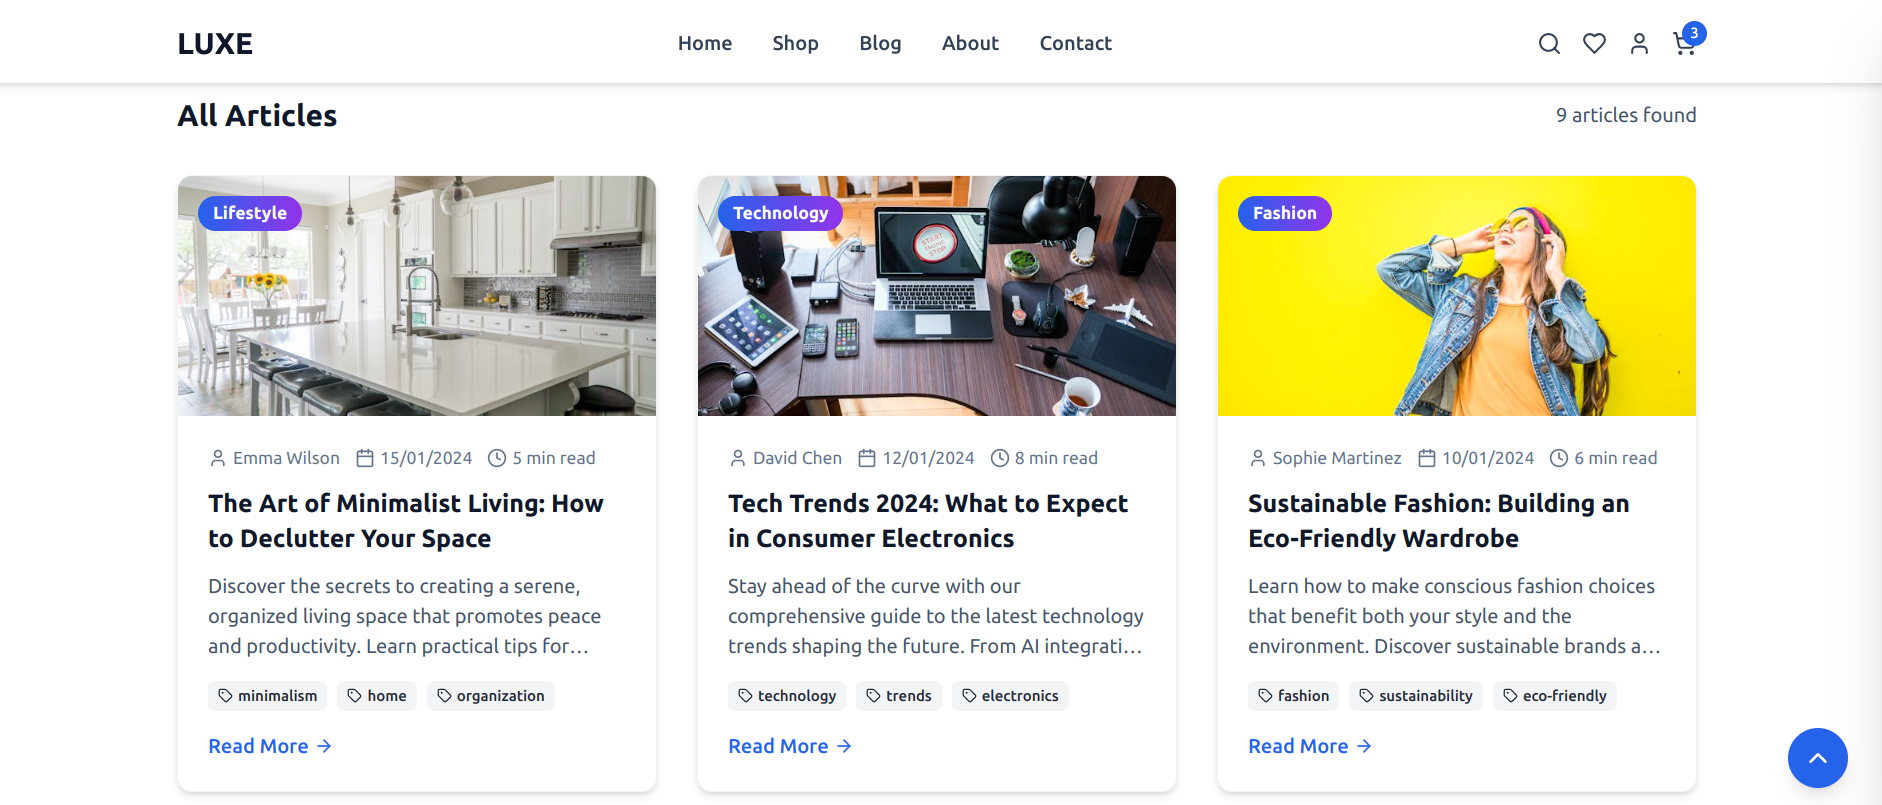 LUXE
Home Shop Blog About Contact
3
All Articles
9 articles found
Lifestyle
Emma Wilson 15/01/2024 5 min read
The Art of Minimalist Living: How
to Declutter Your Space
Discover the secrets to creating a serene,
organized living space that promotes peace
and productivity. Learn practical tips for…
minimalism home organization
Read More
Technology
START
ENGINE
STOP
David Chen 12/01/2024 8 min read
Tech Trends 2024: What to Expect
in Consumer Electronics
Stay ahead of the curve with our
comprehensive guide to the latest technology
trends shaping the future. From AI integrati…
technology trends electronics
Read More
Fashion
Sophie Martinez 10/01/2024 6 min read
Sustainable Fashion: Building an
Eco-Friendly Wardrobe
Learn how to make conscious fashion choices
that benefit both your style and the
environment. Discover sustainable brands a…
fashion sustainability eco-friendly
Read More